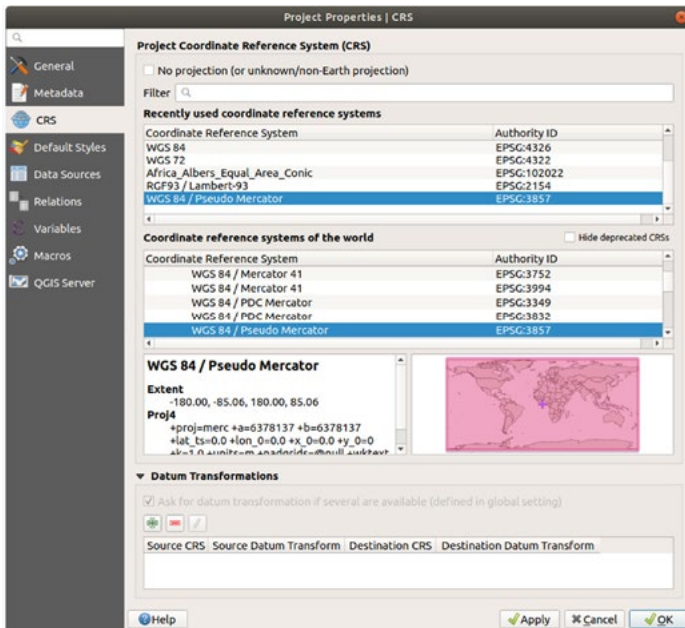 Project Properties | CRS
General
Metadata
CRS
Default Styles
Data Sources
Relations
Variables
Macros
QGIS Server
Project Coordinate Reference System (CRS)
No projection (or unknown/non-Earth projection)
Filter
Recently used coordinate reference systems
Coordinate Reference System Authority ID
WGS 84 EPSG:4326
WGS 72 EPSG:4322
Africa_Albers_Equal_Area_Conic EPSG:102022
RGF93 / Lambert-93 EPSG:2154
WGS 84 / Pseudo Mercator EPSG:3857
Coordinate reference systems of the world Hide deprecated CRSs
Coordinate Reference System Authority ID
WGS 84 / Mercator 41 EPSG:3752
WGS 84 / Mercator 41 EPSG:3994
WGS 84 / PDC Mercator EPSG:3349
WGS 84 / PDC Mercator EPSG:3832
WGS 84 / Pseudo Mercator EPSG:3857
WGS 84 / Pseudo Mercator
Extent
-180.00, -85.06, 180.00, 85.06
Proj4
+proj=merc +a=6378137 +b=6378137
+lat_ts=0.0 +lon_0=0.0 +x_0=0.0 +y_0=0
+k=1.0 +units=m +nadgrids=@null +wktext
Datum Transformations
Ask for datum transformation if several are available (defined in global setting)
Source CRS Source Datum Transform Destination CRS Destination Datum Transform
Help Apply Cancel OK